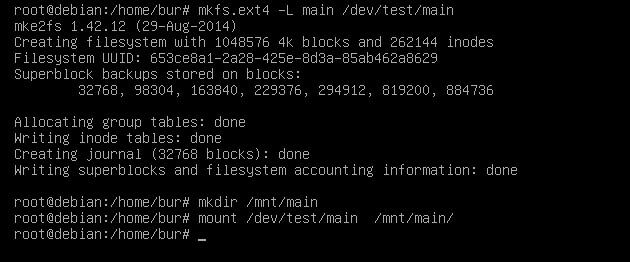 root@debian:/home/bur# mkfs.ext4 -L main /dev/test/main
mke2fs 1.42.12 (29-Aug-2014)
Creating filesystem with 1048576 4k blocks and 262144 inodes
Filesystem UUID: 653ce8a1-2a28-425e-8d3a-85ab462a8629
Superblock backups stored on blocks:
        32768, 98304, 163840, 229376, 294912, 819200, 884736

Allocating group tables: done
Writing inode tables: done
Creating journal (32768 blocks): done
Writing superblocks and filesystem accounting information: done

root@debian:/home/bur# mkdir /mnt/main
root@debian:/home/bur# mount /dev/test/main  /mnt/main/
root@debian:/home/bur# _